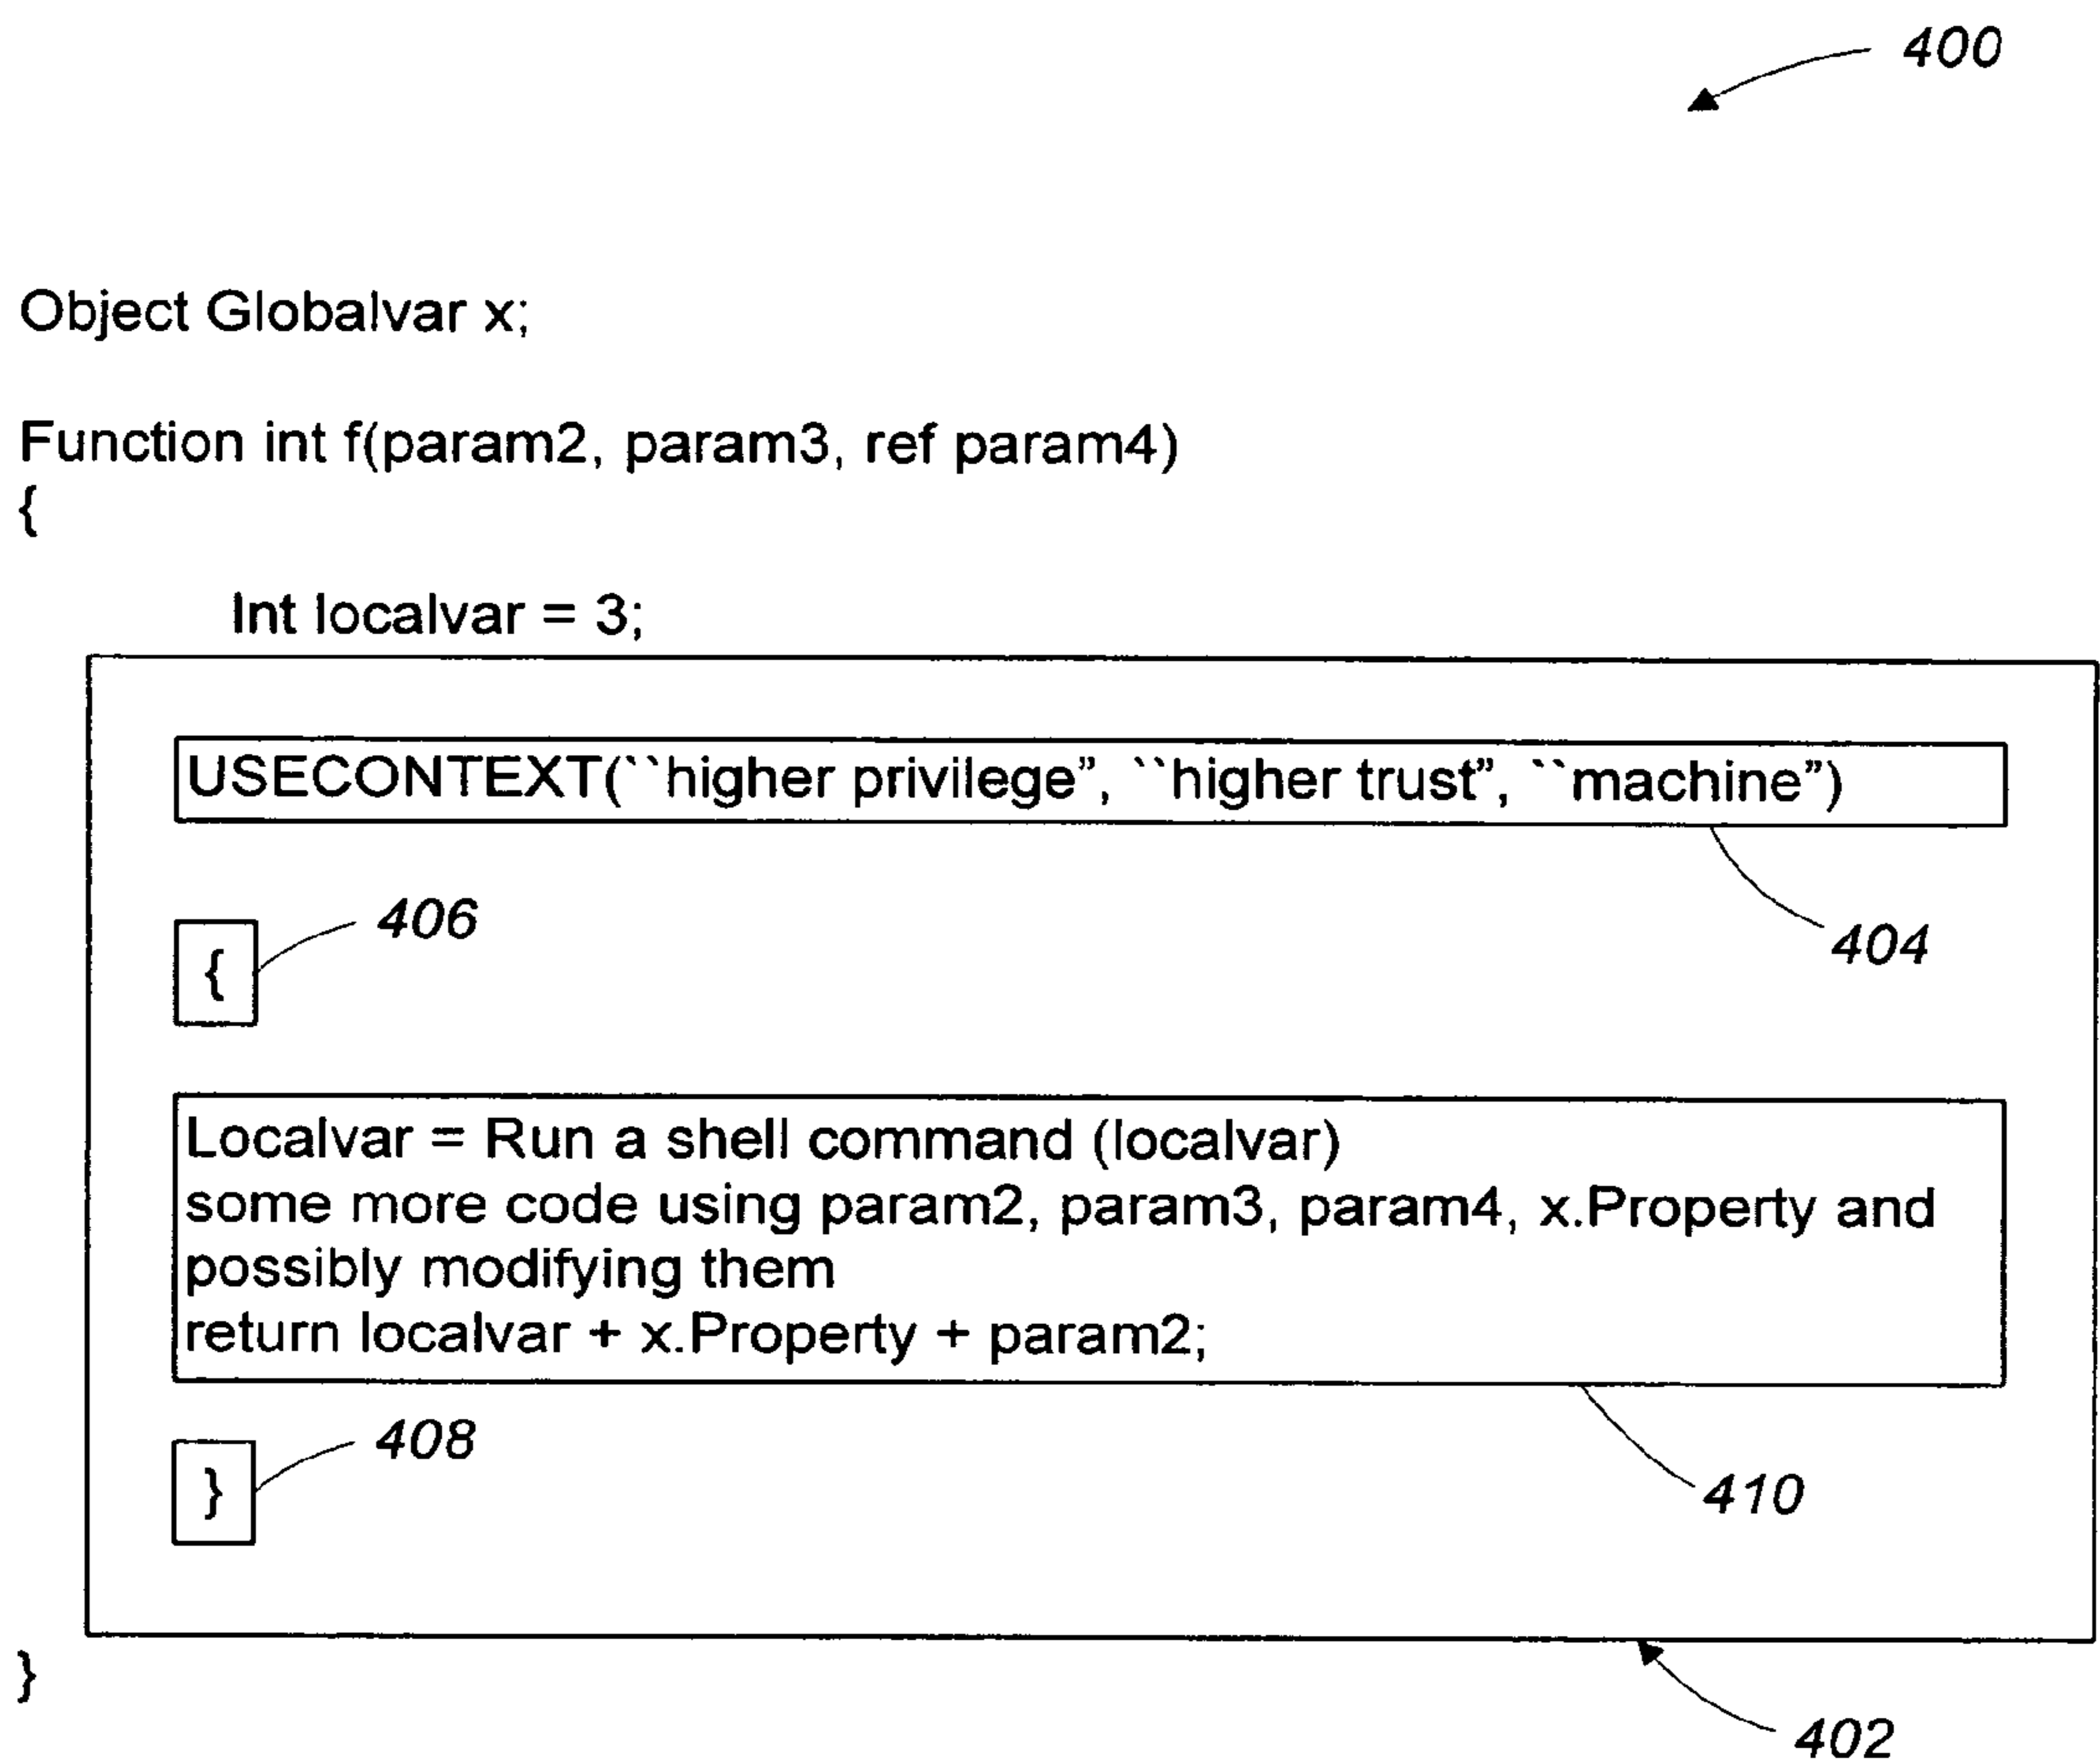 400
Object Globalvar x;
Function int f(param2, param3, ref param4)
{
Int localvar = 3;
USECONTEXT(``higher privilege”, ``higher trust”, ``machine”)
404
406
{
Localvar = Run a shell command (localvar)
some more code using param2, param3, param4, x.Property and
possibly modifying them
return localvar + x.Property + param2;
408
}
410
}
402